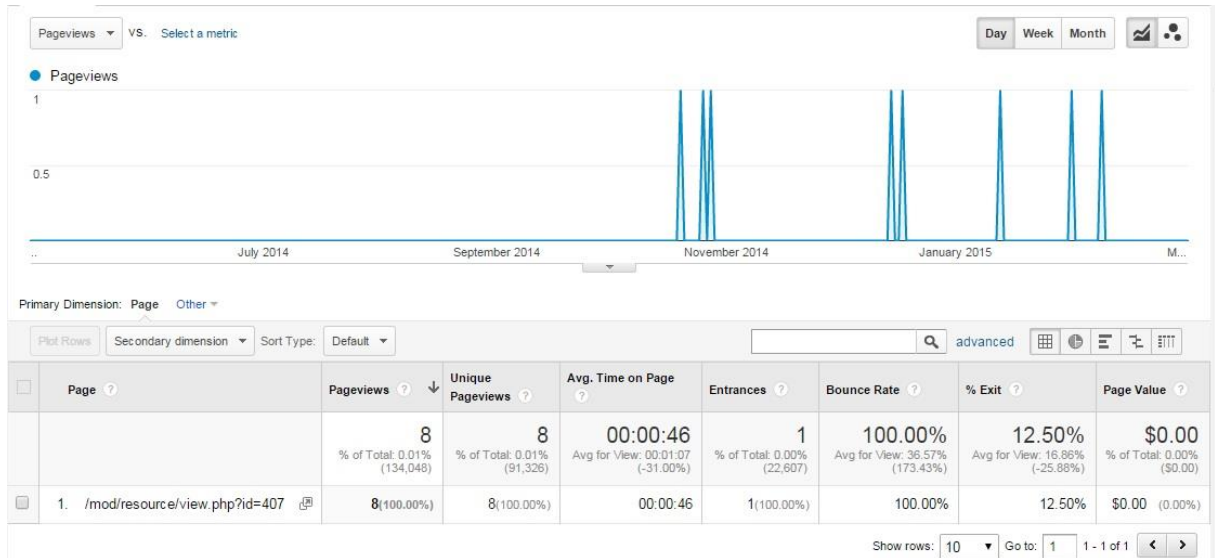 Pageviews VS. Select a metric Day Week Month
Pageviews
1
0.5
.. July 2014 September 2014 November 2014 January 2015 M...
Primary Dimension: Page Other
Plot Rows Secondary dimension Sort Type: Default advanced
Page ? Pageviews ? Unique Pageviews ? Avg. Time on Page ? Entrances ? Bounce Rate ? % Exit ? Page Value ?
8 8 00:00:46 1 100.00% 12.50% $0.00
% of Total: 0.01% % of Total: 0.01% Avg for View: 00:01:07 % of Total: 0.00% Avg for View: 36.57% Avg for View: 16.86% % of Total: 0.00%
(134,048) (91,326) (-31.00%) (22,607) (173.43%) (-25.88%) ($0.00)
1. /mod/resource/view.php?id=407 8(100.00%) 8(100.00%) 00:00:46 1(100.00%) 100.00% 12.50% $0.00 (0.00%)
Show rows: 10 Go to: 1 1 - 1 of 1